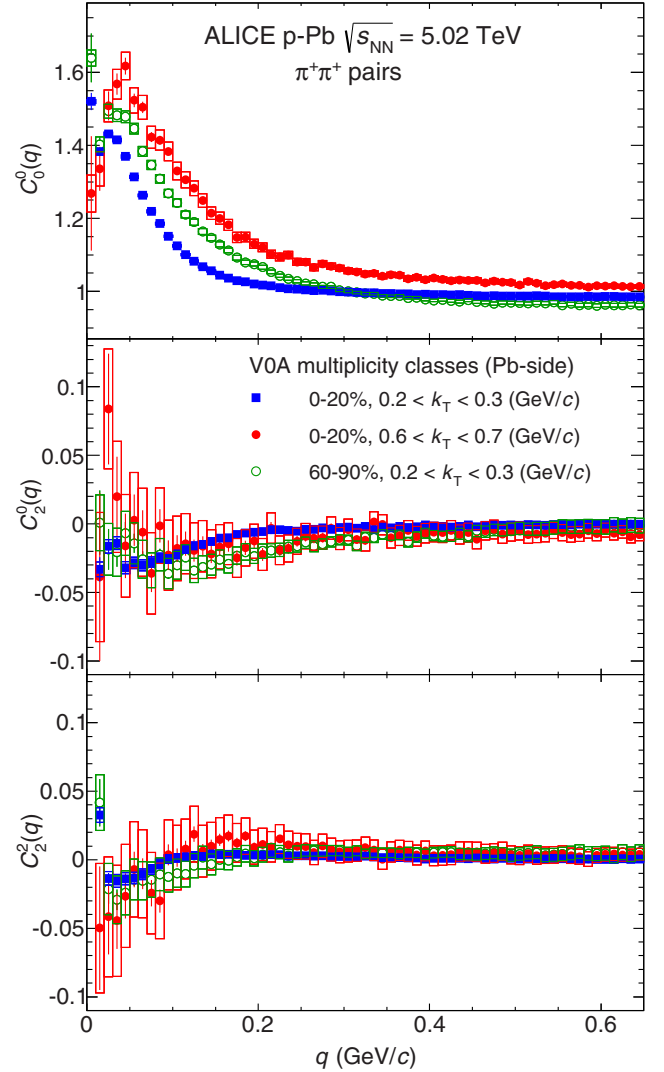 ALICE p-Pb √s_NN = 5.02 TeV
π⁺π⁺ pairs
C₀⁰(q)
1.6
1.4
1.2
1
V0A multiplicity classes (Pb-side)
0-20%, 0.2 < k_T < 0.3 (GeV/c)
0-20%, 0.6 < k_T < 0.7 (GeV/c)
60-90%, 0.2 < k_T < 0.3 (GeV/c)
C₂⁰(q)
0.1
0.05
0
-0.05
-0.1
C₂²(q)
0.1
0.05
0
-0.05
-0.1
0 0.2 0.4 0.6
q (GeV/c)